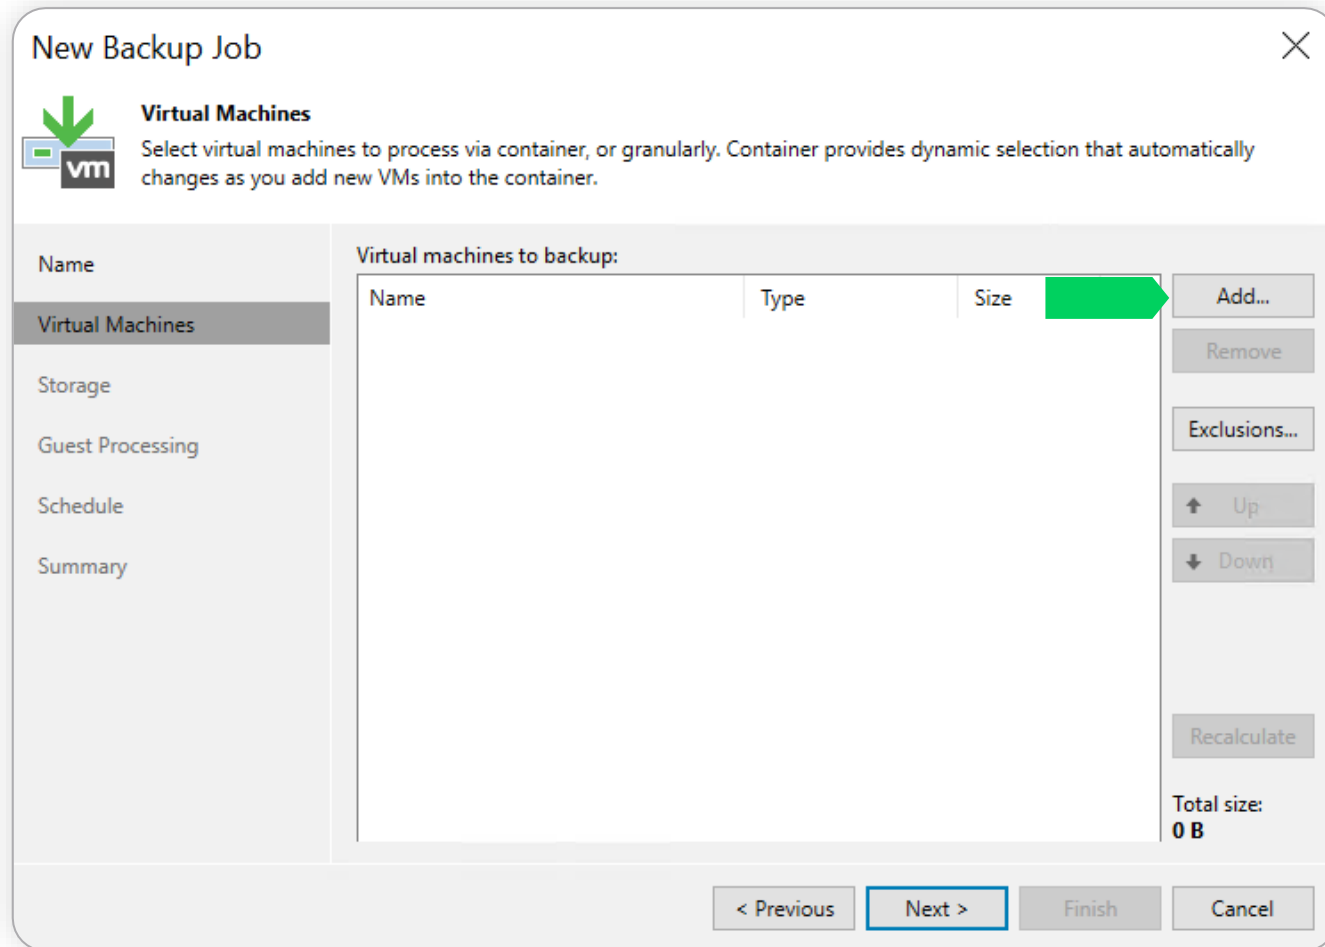 New Backup Job
Virtual Machines
Select virtual machines to process via container, or granularly. Container provides dynamic selection that automatically
changes as you add new VMs into the container.
vm
Name
Virtual Machines
Storage
Guest Processing
Schedule
Summary
Virtual machines to backup:
Name Type Size
Add...
Remove
Exclusions...
Up
Down
Recalculate
Total size:
0 B
< Previous Next > Finish Cancel